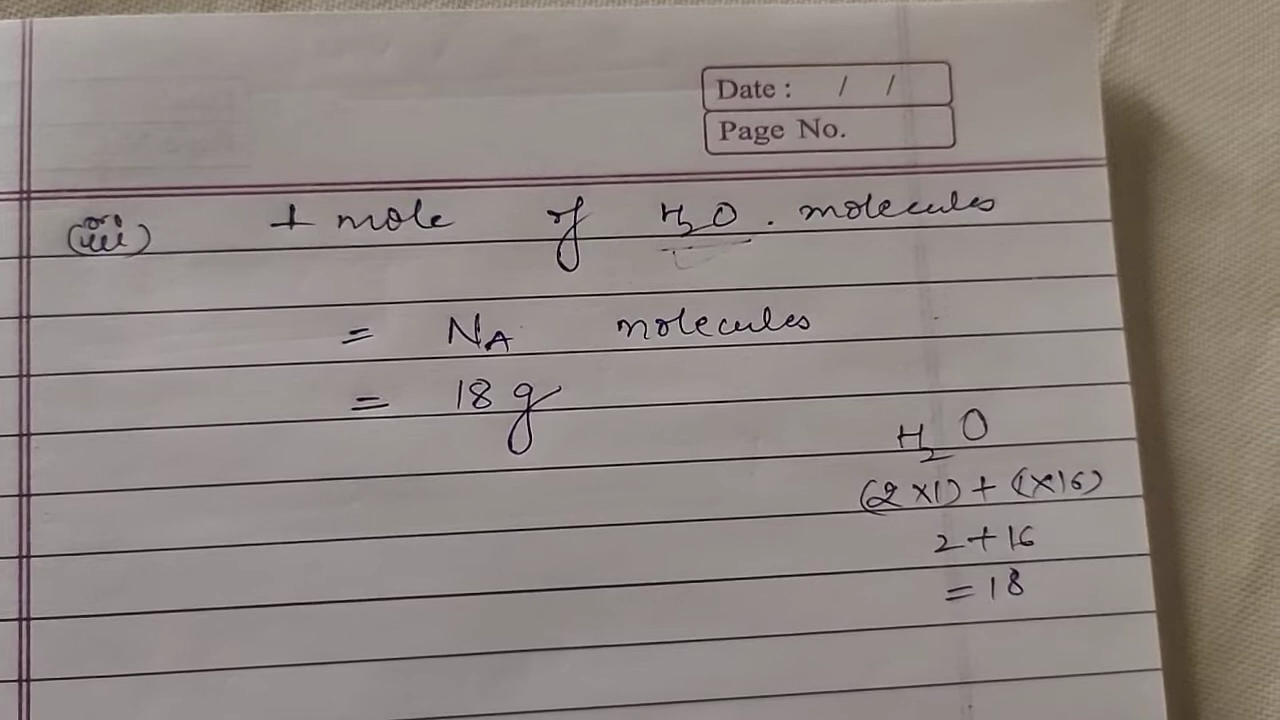 Date : / /
Page No.
(iii) 1 mole of H₂O . molecules
= NA molecules
= 18 g
H₂O
(2×1) + (1×16)
2 + 16
= 18